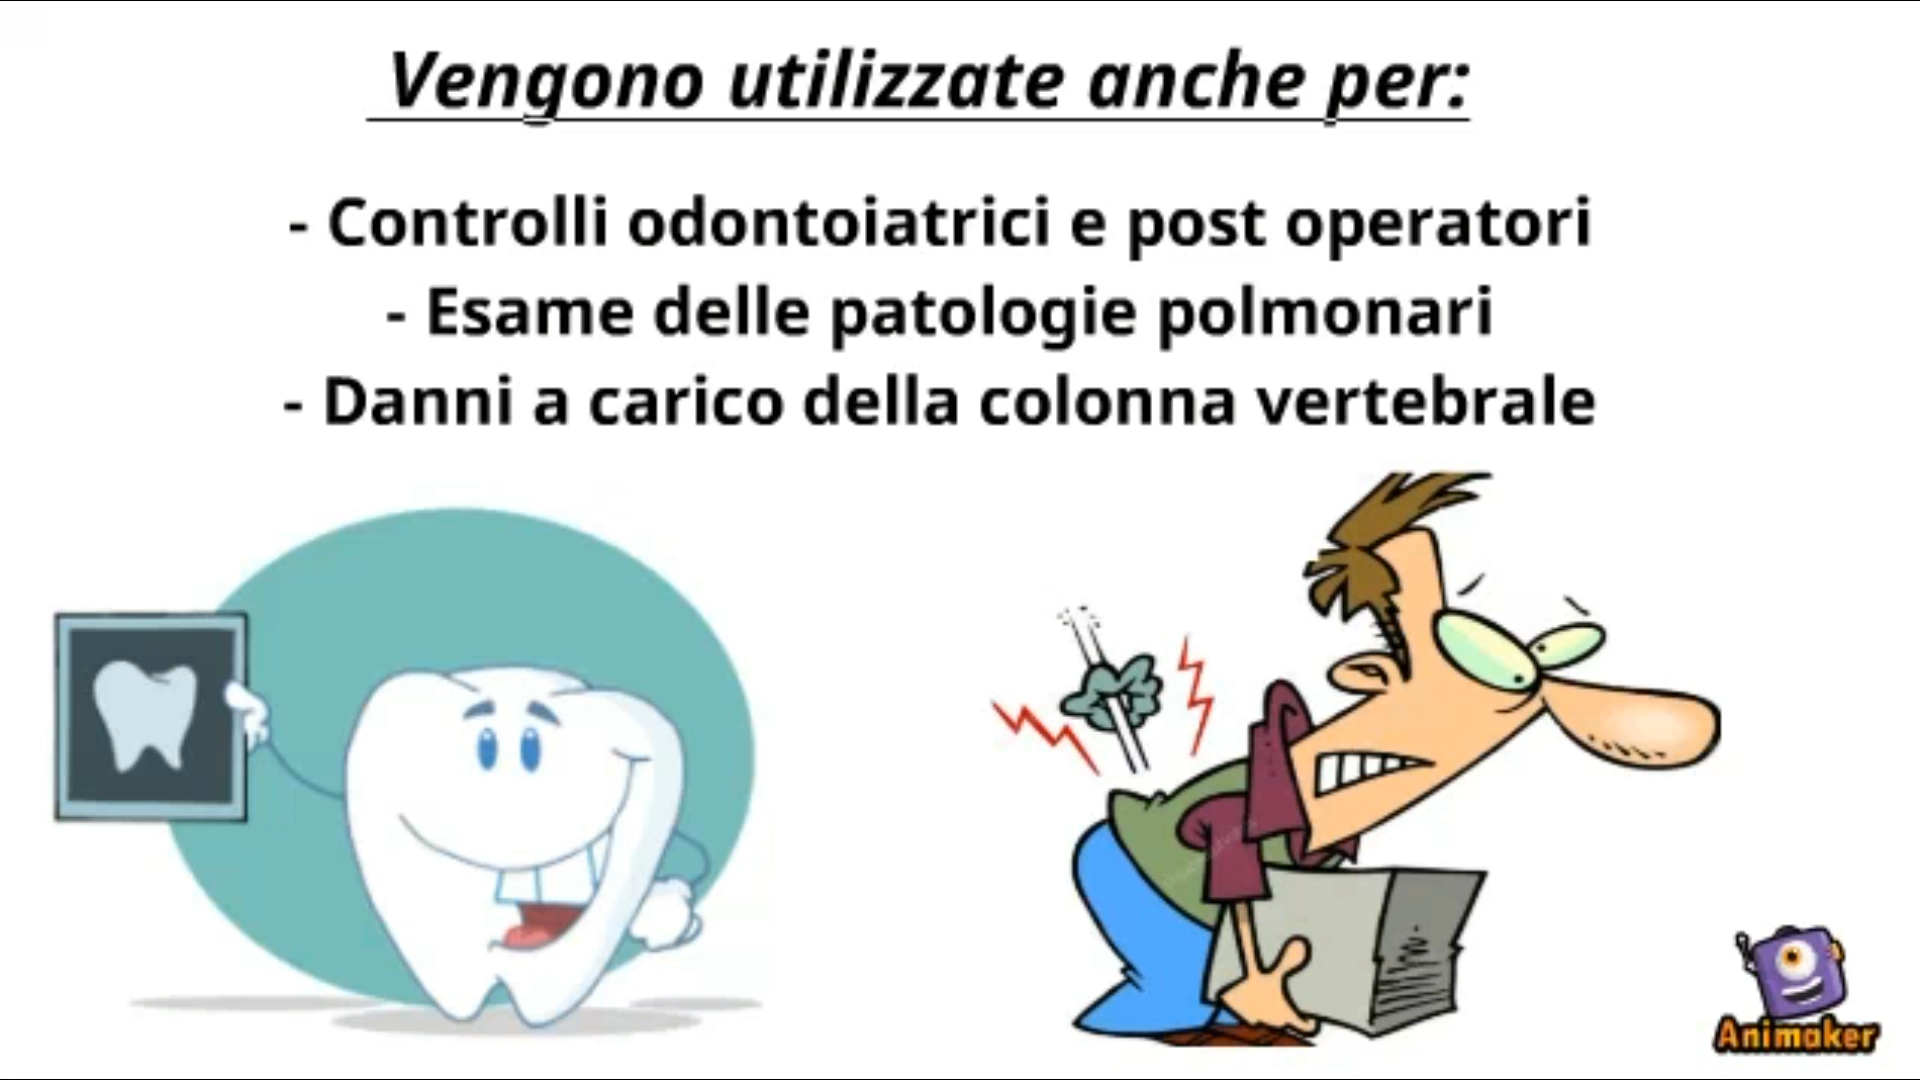 Vengono utilizzate anche per:
- Controlli odontoiatrici e post operatori
- Esame delle patologie polmonari
- Danni a carico della colonna vertebrale
Animaker